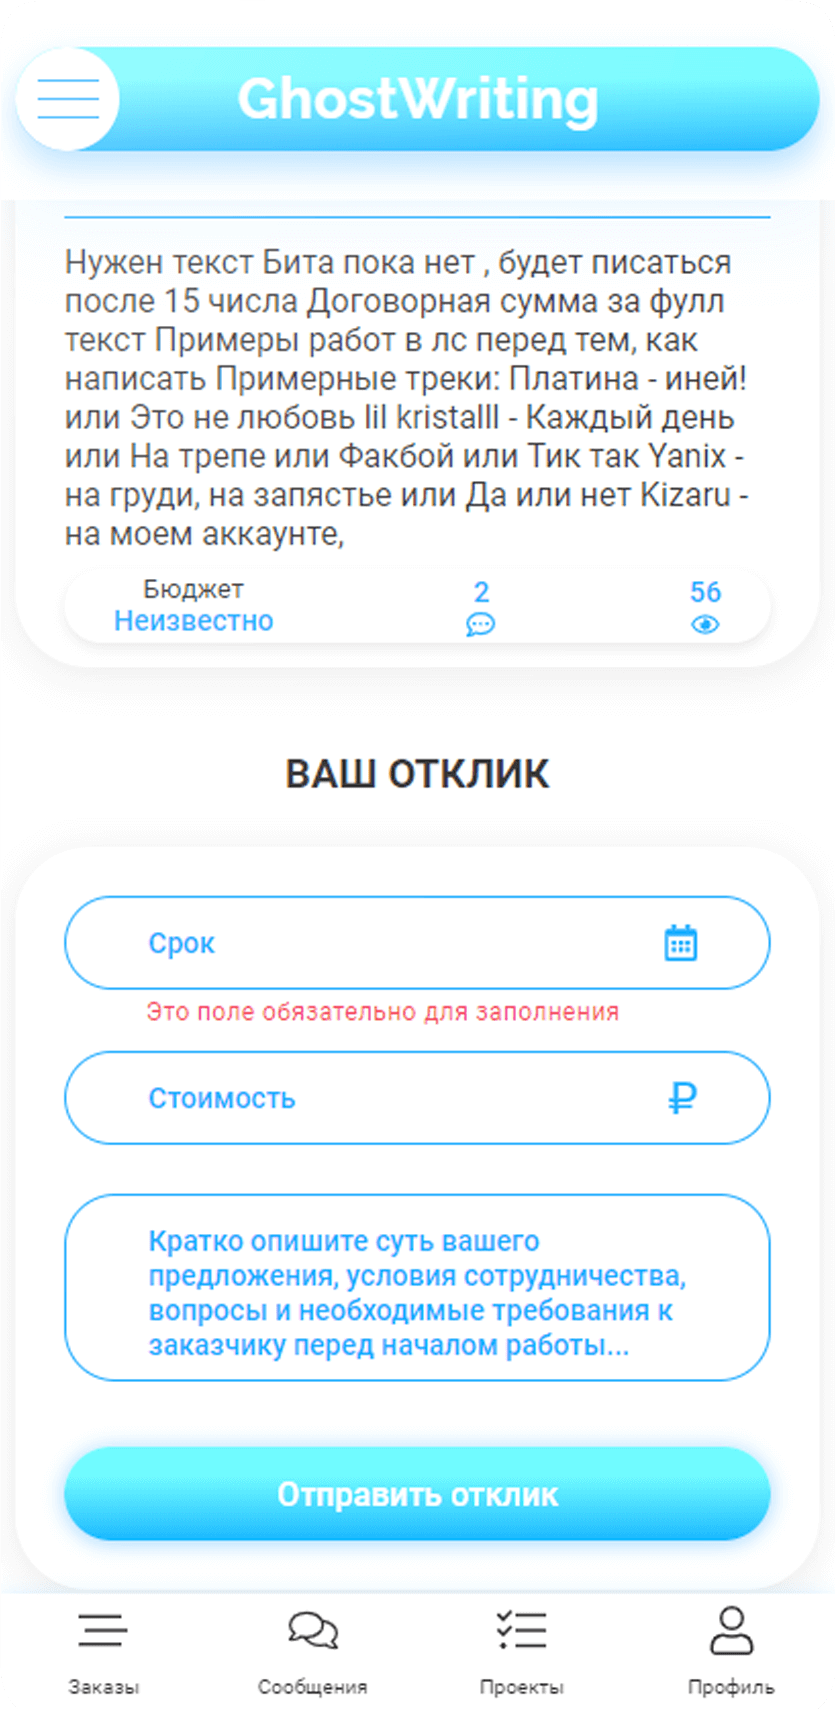 GhostWriting
Нужен текст Бита пока нет , будет писаться
после 15 числа Договорная сумма за фулл
текст Примеры работ в лс перед тем, как
написать Примерные треки: Платина - иней!
или Это не любовь lil kristalll - Каждый день
или На трепе или Факбой или Тик так Yanix -
на груди, на запястье или Да или нет Kizaru -
на моем аккаунте,
Бюджет
Неизвестно
2
56
ВАШ ОТКЛИК
Срок
Это поле обязательно для заполнения
Стоимость
Кратко опишите суть вашего
предложения, условия сотрудничества,
вопросы и необходимые требования к
заказчику перед началом работы...
Отправить отклик
Заказы
Сообщения
Проекты
Профиль